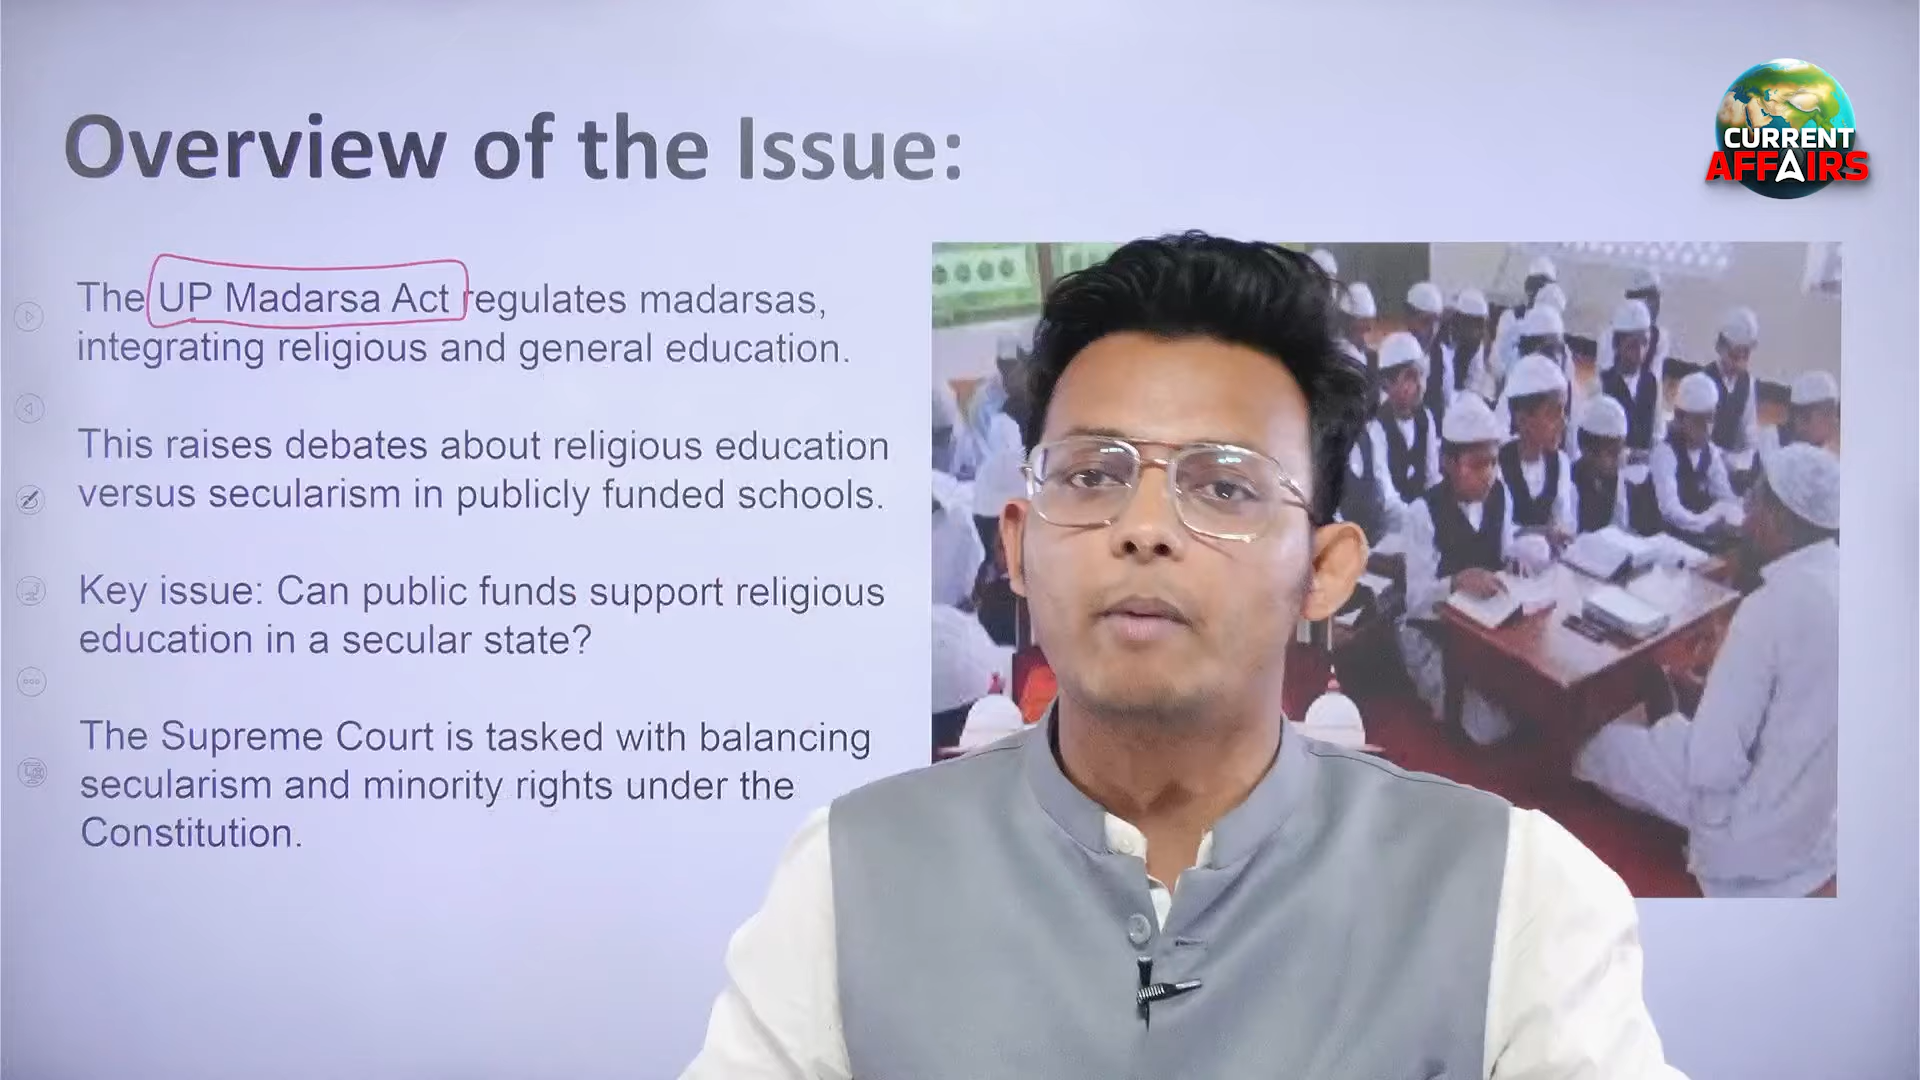 Overview of the Issue:
CURRENT
AFFAIRS
The UP Madarsa Act regulates madarsas,
integrating religious and general education.
This raises debates about religious education
versus secularism in publicly funded schools.
Key issue: Can public funds support religious
education in a secular state?
The Supreme Court is tasked with balancing
secularism and minority rights under the
Constitution.